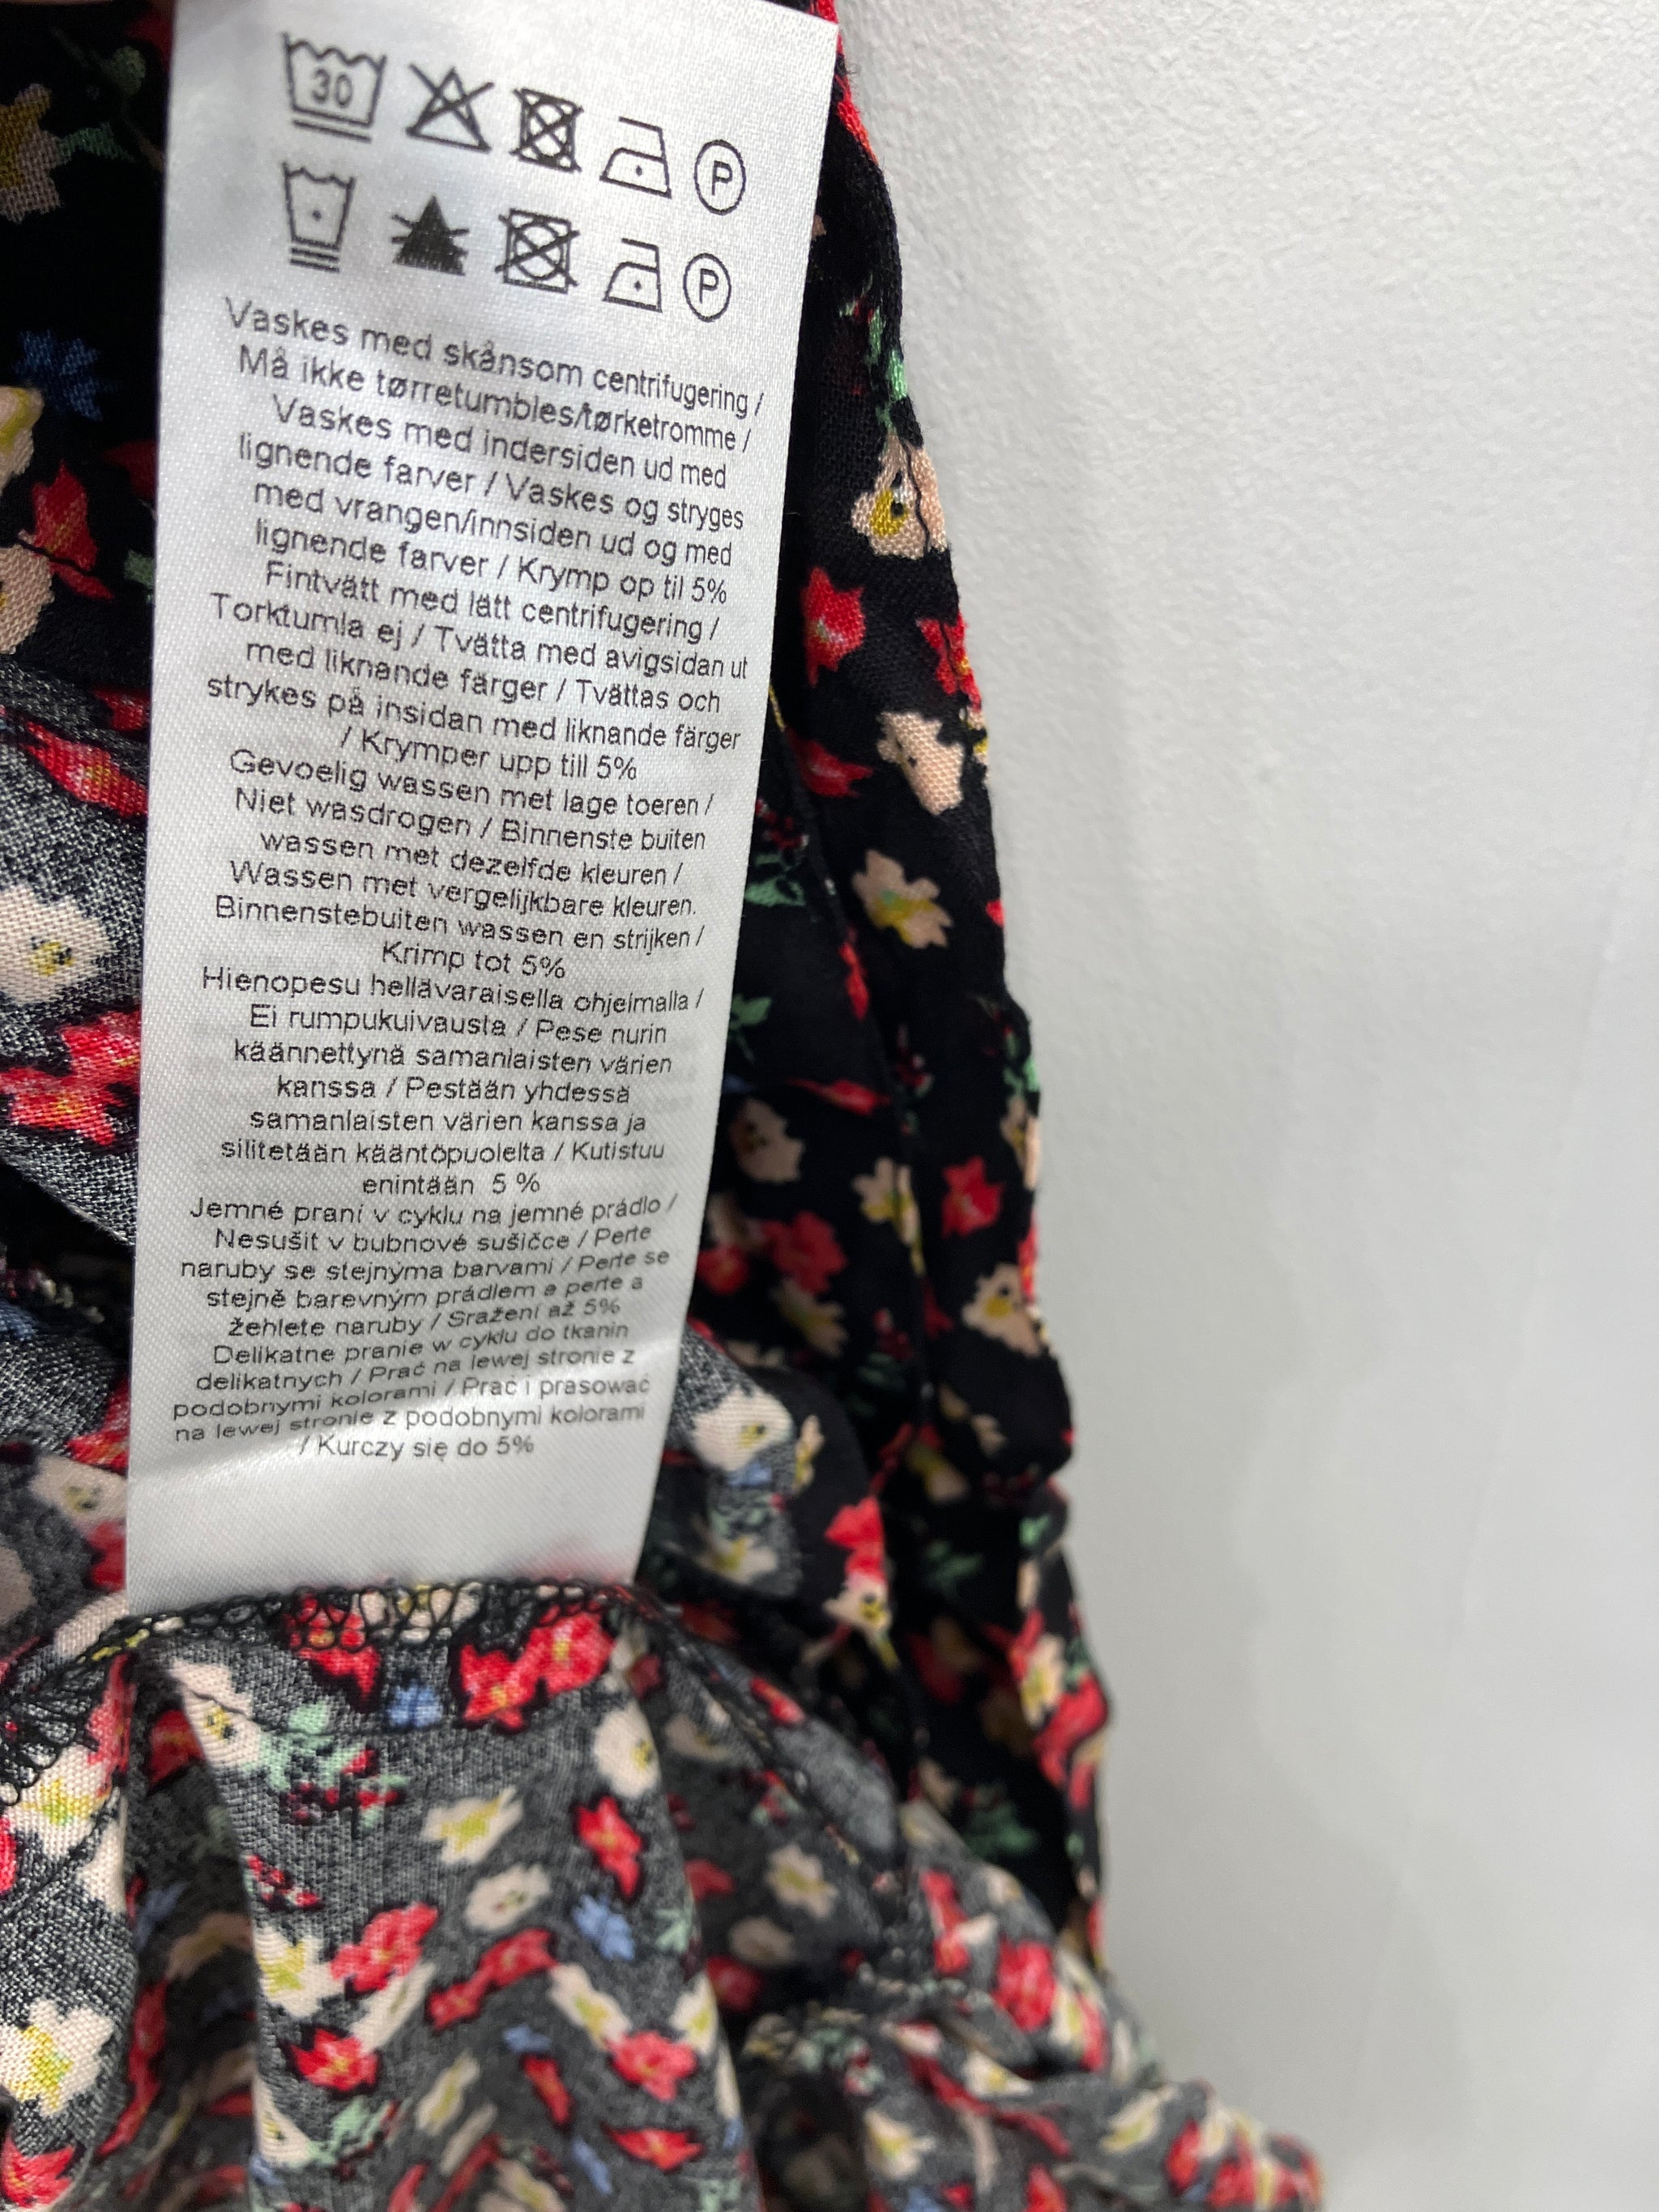 30
P
P
Vaskes med skånsom centrifugering /
Må ikke tørretumbles/tørketromme /
Vaskes med indersiden ud med
lignende farver / Vaskes og stryges
med vrangen/innsiden ud og med
lignende farver / Krymp op til 5%
Fintvätt med lätt centrifugering /
Torktumla ej / Tvätta med avigsidan ut
med liknande färger / Tvättas och
strykes på insidan med liknande färger
/ Krymper upp till 5%
Gevoelig wassen met lage toeren /
Niet wasdrogen / Binnenste buiten
wassen met dezelfde kleuren /
Wassen met vergelijkbare kleuren.
Binnenstebuiten wassen en strijken /
Krimp tot 5%
Hienopesu hellävaraisella ohjelmalla /
Ei rumpukuivausta / Pese nurin
käännettynä samanlaisten värien
kanssa / Pestään yhdessä
samanlaisten värien kanssa ja
silitetään kääntöpuolelta / Kutistuu
enintään 5 %
Jemné praní v cyklu na jemné prádlo /
Nesušit v bubnové sušičce / Perte
naruby se stejnýma barvami / Perte se
stejně barevným prádlem a perte a
žehlete naruby / Sražení až 5%
Delikatne pranie w cyklu do tkanin
delikatnych / Prać na lewej stronie z
podobnymi kolorami / Prać i prasować
na lewej stronie z podobnymi kolorami
/ Kurczy się do 5%